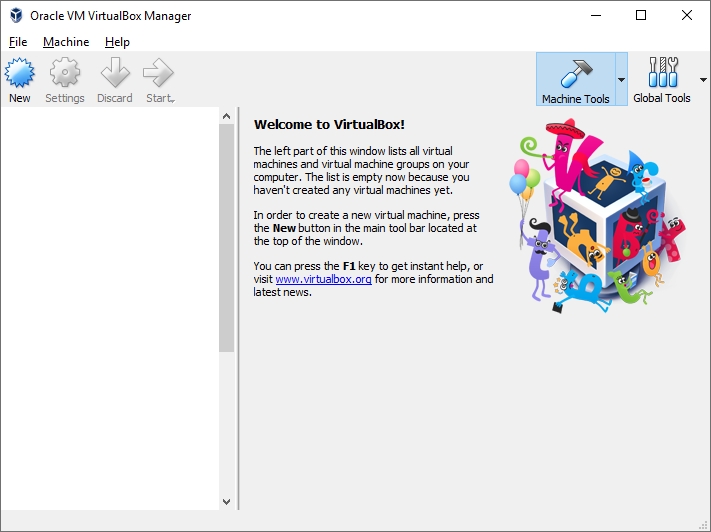 Oracle VM VirtualBox Manager
File Machine Help
New Settings Discard Start Machine Tools Global Tools
Welcome to VirtualBox!
The left part of this window lists all virtual
machines and virtual machine groups on your
computer. The list is empty now because you
haven't created any virtual machines yet.
In order to create a new virtual machine, press
the New button in the main tool bar located at
the top of the window.
You can press the F1 key to get instant help, or
visit www.virtualbox.org for more information and
latest news.